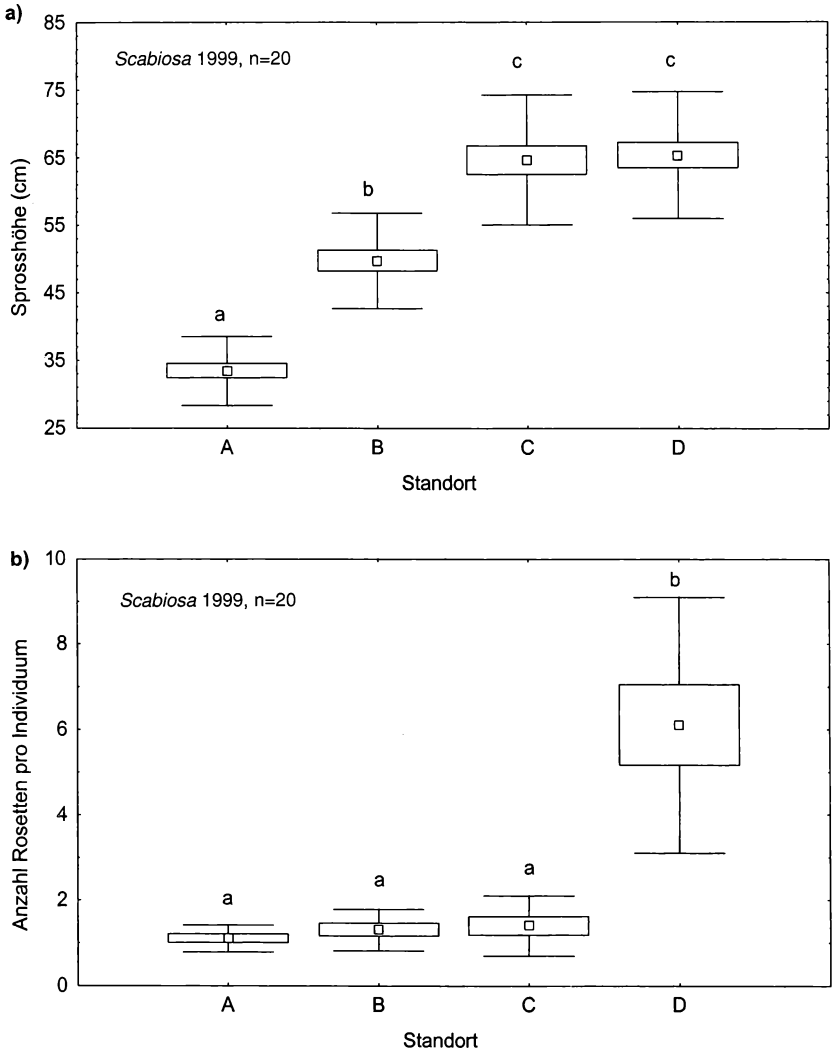 a)
85
Scabiosa 1999, n=20
c c
75
65
b
55
45
a
35
25
Sprosshöhe (cm)
A B C D
Standort
b)
10
b
Scabiosa 1999, n=20
8
6
4
a a a
2
0
Anzahl Rosetten pro Individuum
A B C D
Standort